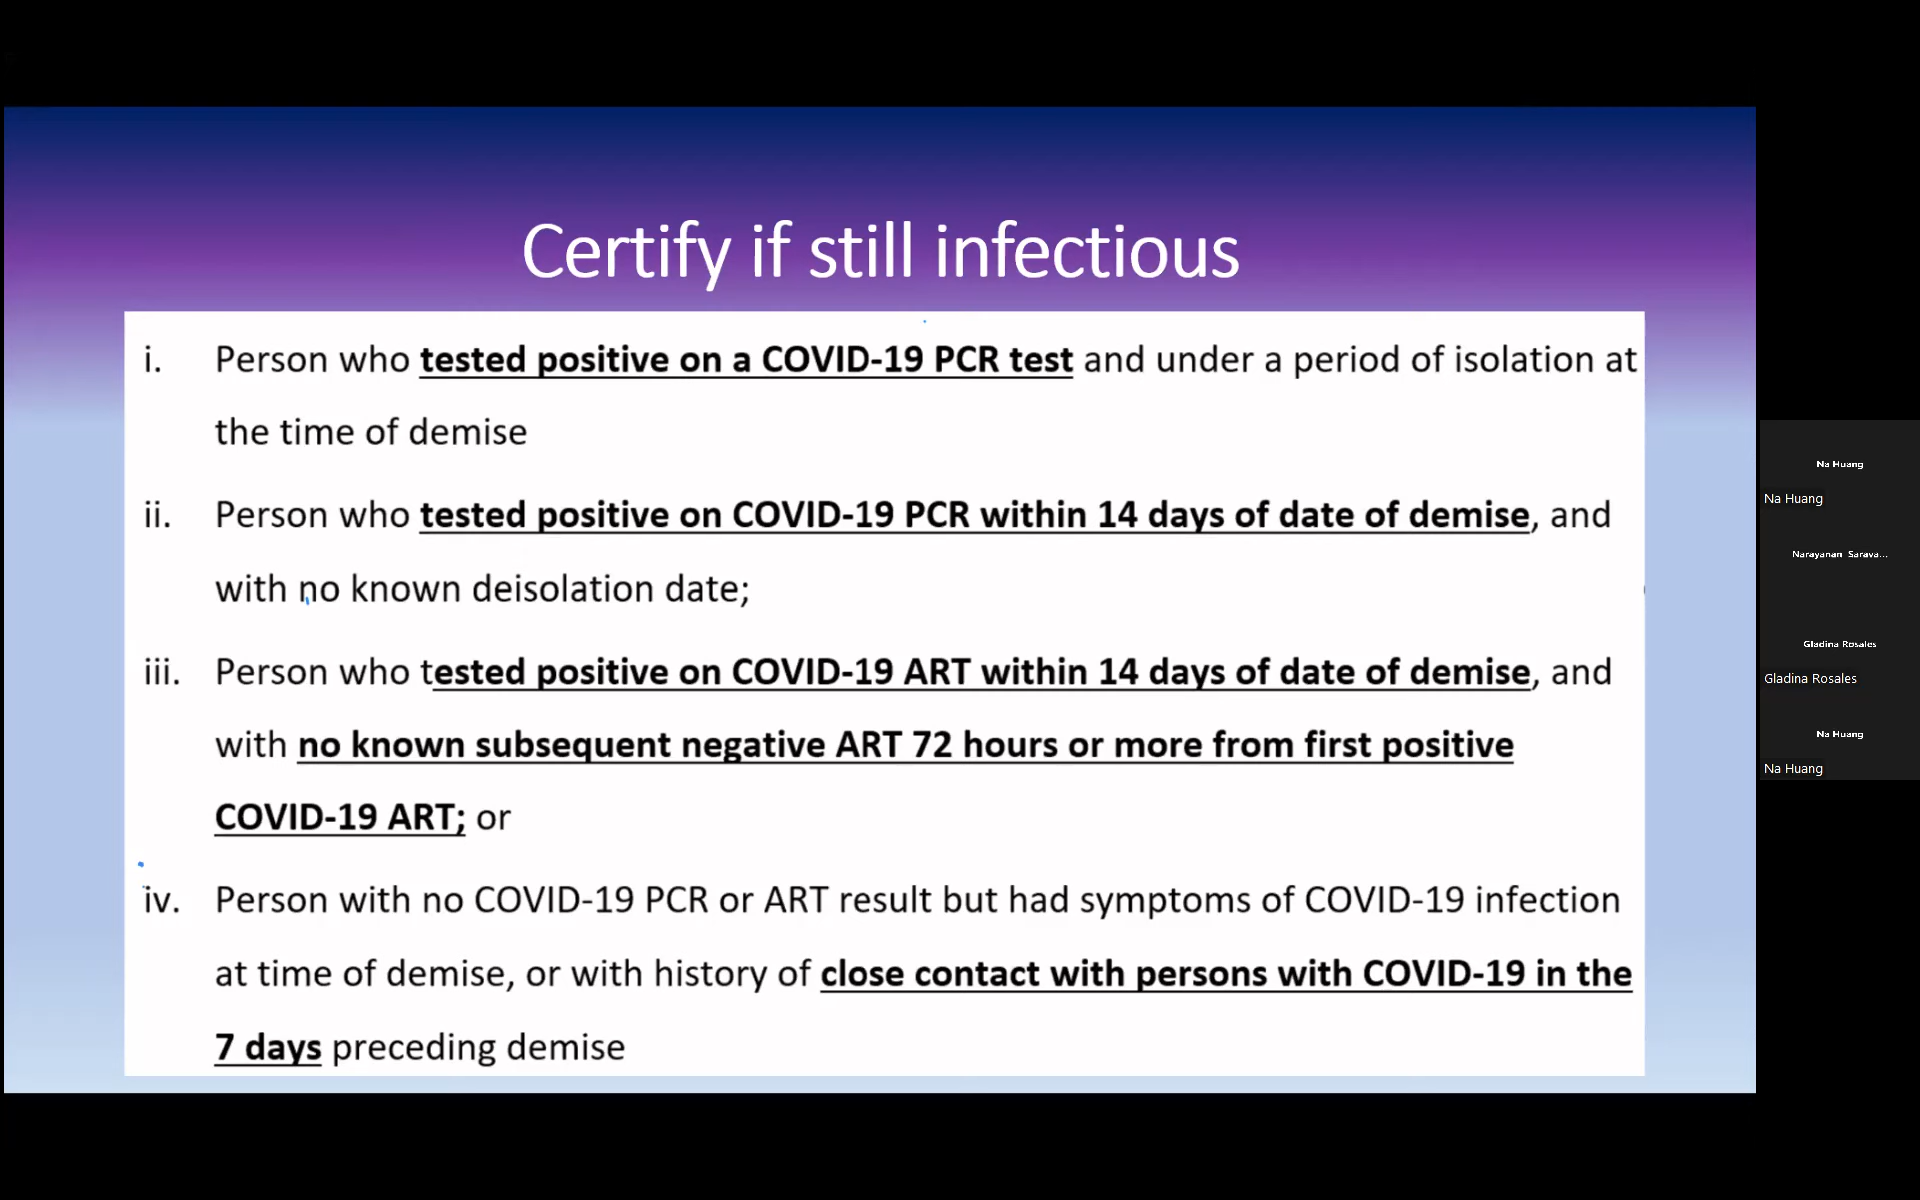 Certify if still infectious
i. Person who tested positive on a COVID-19 PCR test and under a period of isolation at
the time of demise
ii. Person who tested positive on COVID-19 PCR within 14 days of date of demise, and
with no known deisolation date;
iii. Person who tested positive on COVID-19 ART within 14 days of date of demise, and
with no known subsequent negative ART 72 hours or more from first positive
COVID-19 ART; or
iv. Person with no COVID-19 PCR or ART result but had symptoms of COVID-19 infection
at time of demise, or with history of close contact with persons with COVID-19 in the
7 days preceding demise
Na Huang
Na Huang
Narayanan Sarava...
Gladina Rosales
Gladina Rosales
Na Huang
Na Huang